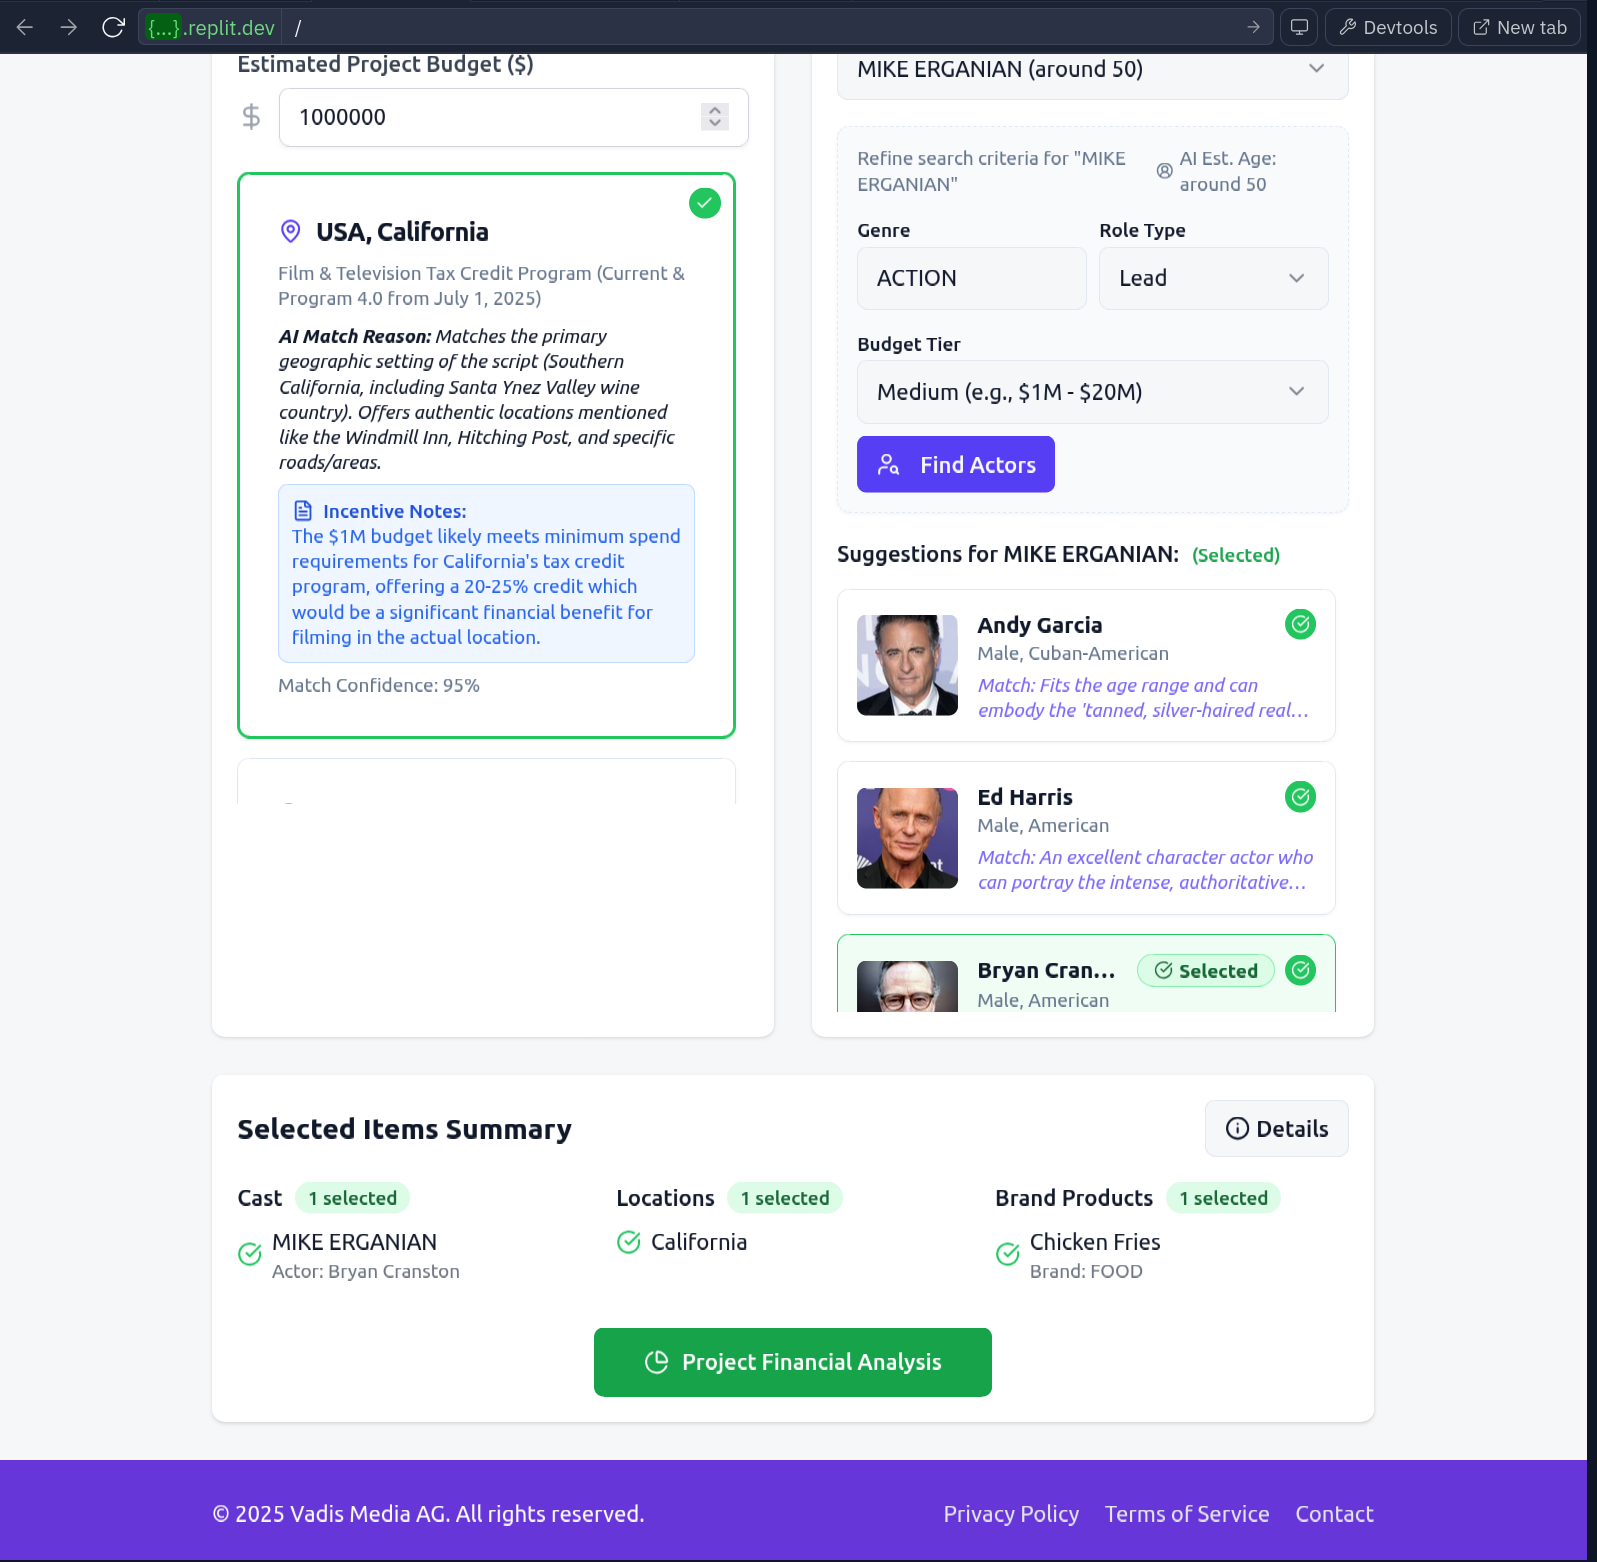 {...}.replit.dev
/
Devtools
New tab
Estimated Project Budget ($)
$
1000000
USA, California
Film & Television Tax Credit Program (Current &
Program 4.0 from July 1, 2025)
AI Match Reason: Matches the primary
geographic setting of the script (Southern
California, including Santa Ynez Valley wine
country). Offers authentic locations mentioned
like the Windmill Inn, Hitching Post, and specific
roads/areas.
Incentive Notes:
The $1M budget likely meets minimum spend
requirements for California's tax credit
program, offering a 20-25% credit which
would be a significant financial benefit for
filming in the actual location.
Match Confidence: 95%
MIKE ERGANIAN (around 50)
Refine search criteria for "MIKE
ERGANIAN"
AI Est. Age:
around 50
Genre
Role Type
ACTION
Lead
Budget Tier
Medium (e.g., $1M - $20M)
Find Actors
Suggestions for MIKE ERGANIAN: (Selected)
Andy Garcia
Male, Cuban-American
Match: Fits the age range and can
embody the 'tanned, silver-haired real...
Ed Harris
Male, American
Match: An excellent character actor who
can portray the intense, authoritative...
Bryan Cran...
Selected
Male, American
Selected Items Summary
Details
Cast
1 selected
MIKE ERGANIAN
Actor: Bryan Cranston
Locations
1 selected
California
Brand Products
1 selected
Chicken Fries
Brand: FOOD
Project Financial Analysis
© 2025 Vadis Media AG. All rights reserved.
Privacy Policy
Terms of Service
Contact